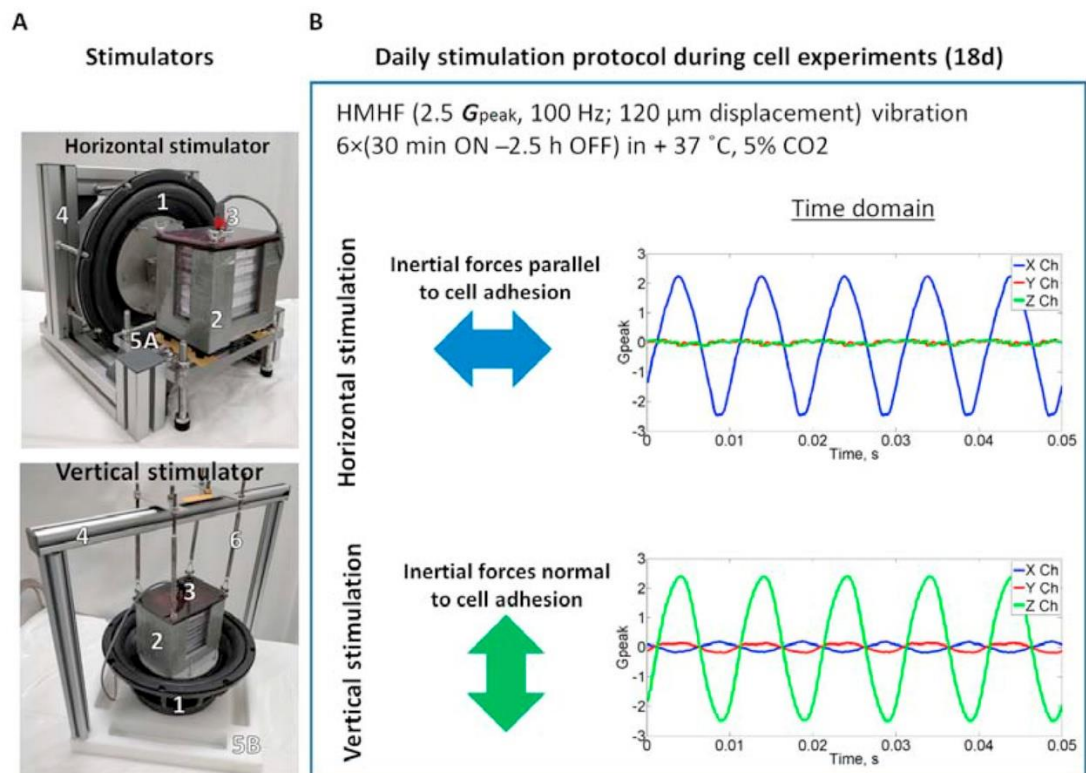 A
Stimulators
Horizontal stimulator
1
3
4
2
5A
Vertical stimulator
4
6
3
2
1
5B
B
Daily stimulation protocol during cell experiments (18d)
HMHF (2.5 Gpeak, 100 Hz; 120 µm displacement) vibration
6×(30 min ON –2.5 h OFF) in + 37 ˚C, 5% CO2
Time domain
Horizontal stimulation
Inertial forces parallel
to cell adhesion
Gpeak
3
2
1
0
-1
-2
-3
X Ch
Y Ch
Z Ch
0
0.01
0.02
0.03
0.04
0.05
Time, s
Vertical stimulation
Inertial forces normal
to cell adhesion
Gpeak
3
2
1
0
-1
-2
-3
X Ch
Y Ch
Z Ch
0
0.01
0.02
0.03
0.04
0.05
Time, s